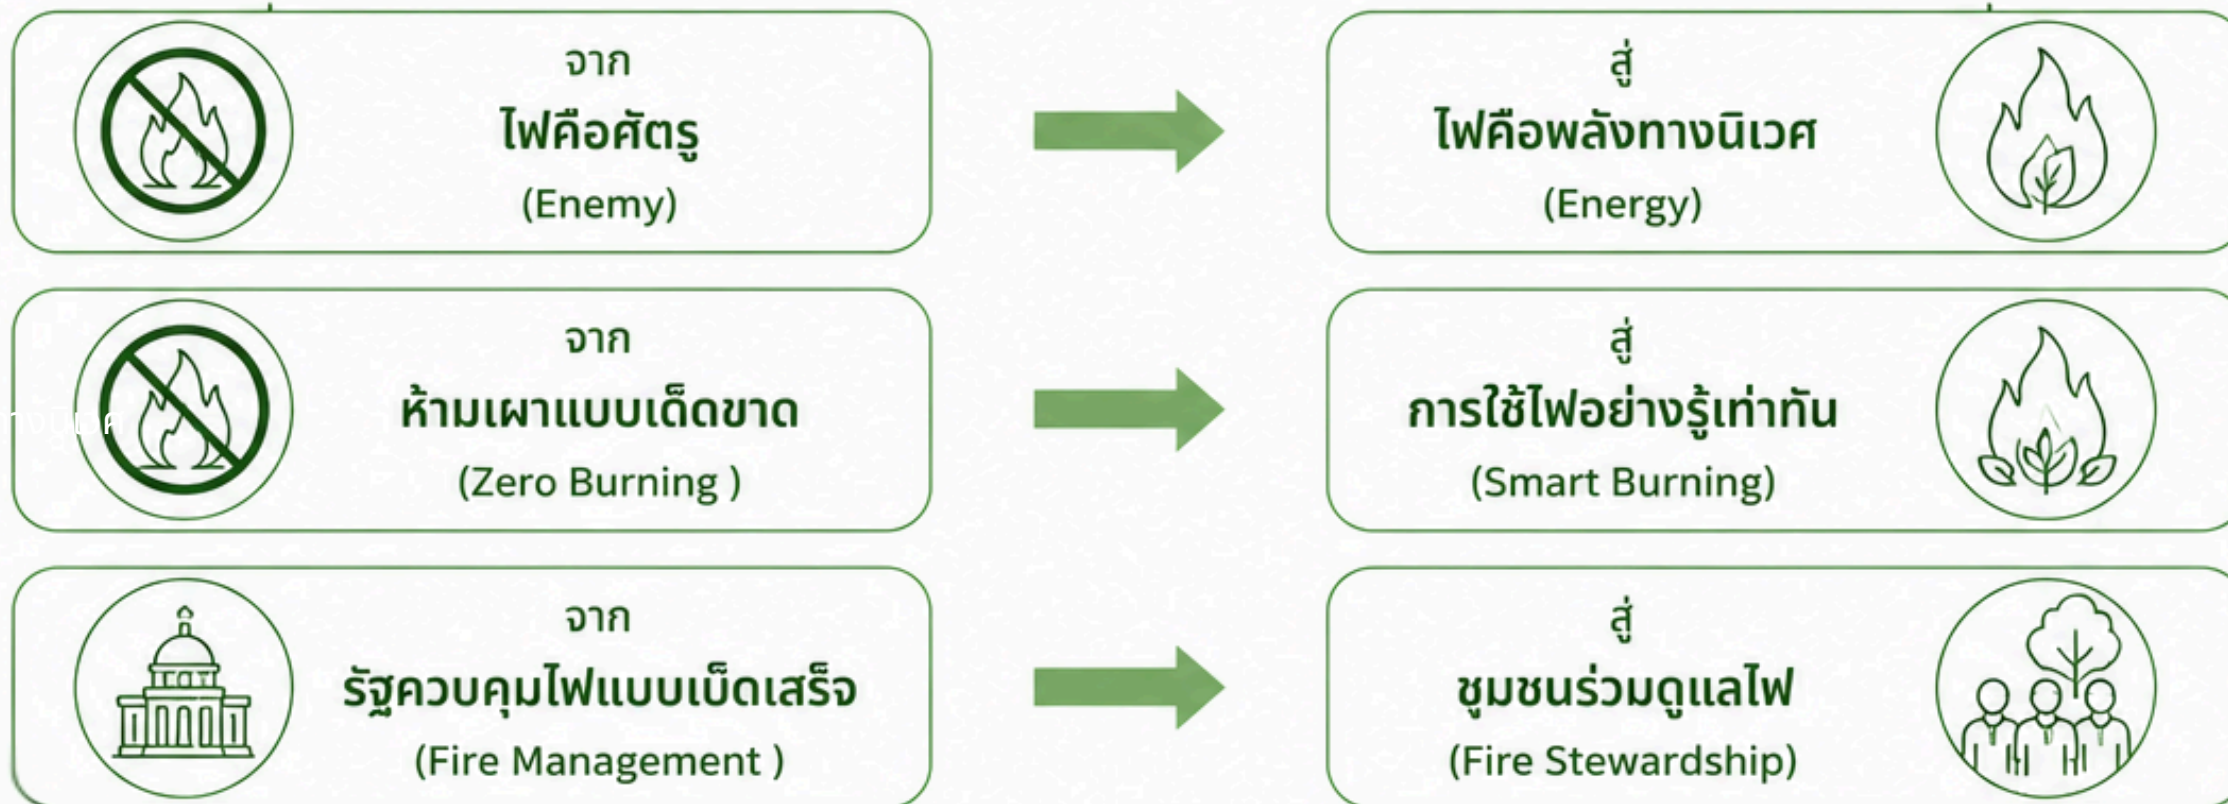 จาก
ไฟคือศัตรู
(Enemy)
สู่
ไฟคือพลังทางนิเวศ
(Energy)
จาก
ห้ามเผาแบบเด็ดขาด
(Zero Burning )
สู่
การใช้ไฟอย่างรู้เท่าทัน
(Smart Burning)
จาก
รัฐควบคุมไฟแบบเบ็ดเสร็จ
(Fire Management )
สู่
ชุมชนร่วมดูแลไฟ
(Fire Stewardship)